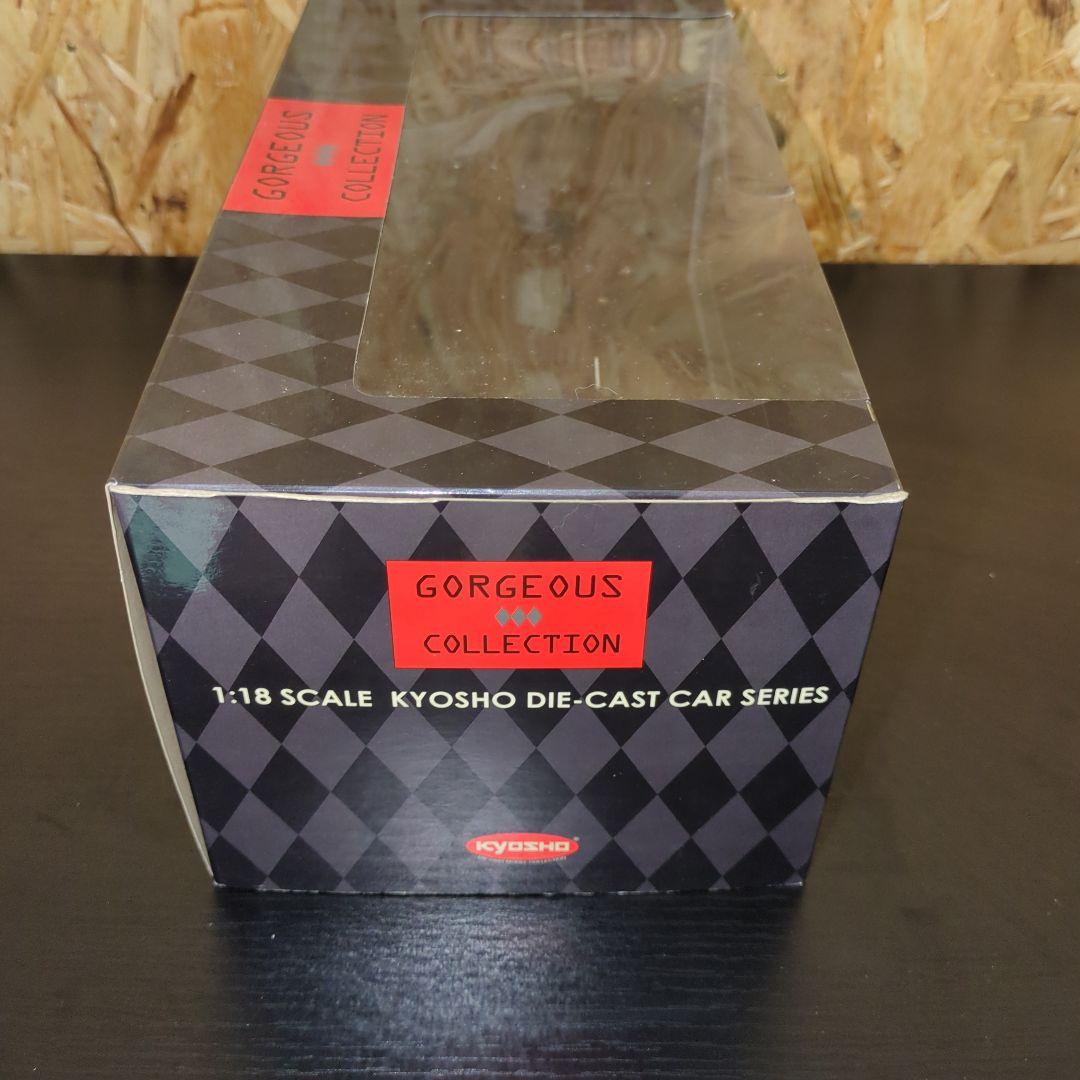 GORGEOUS
COLLECTION
GORGEOUS
COLLECTION
1:18 SCALE KYOSHO DIE-CAST CAR SERIES
KYOSHO